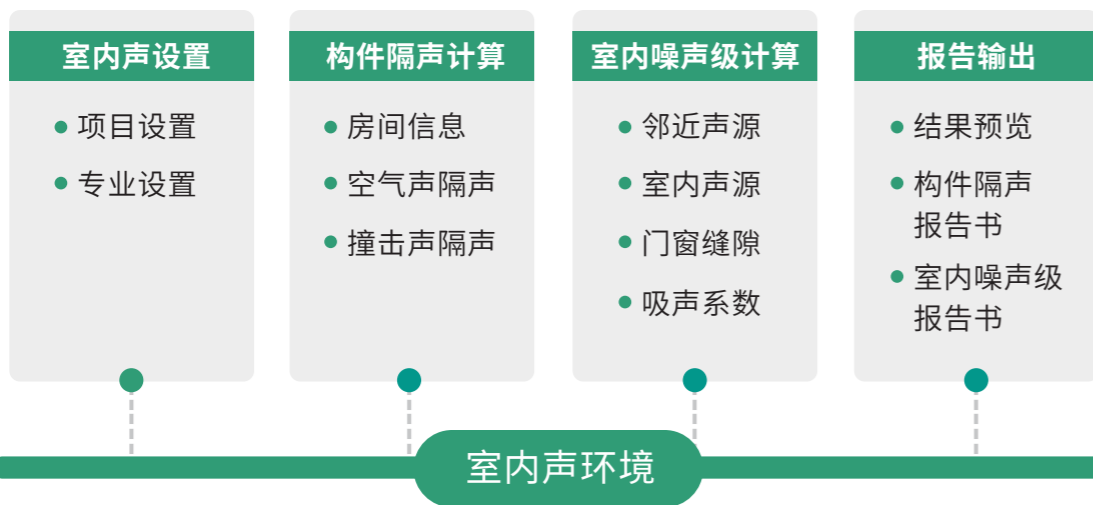 室内声设置
项目设置
专业设置
构件隔声计算
房间信息
空气声隔声
撞击声隔声
室内噪声级计算
邻近声源
室内声源
门窗缝隙
吸声系数
报告输出
结果预览
构件隔声
报告书
室内噪声级
报告书
室内声环境